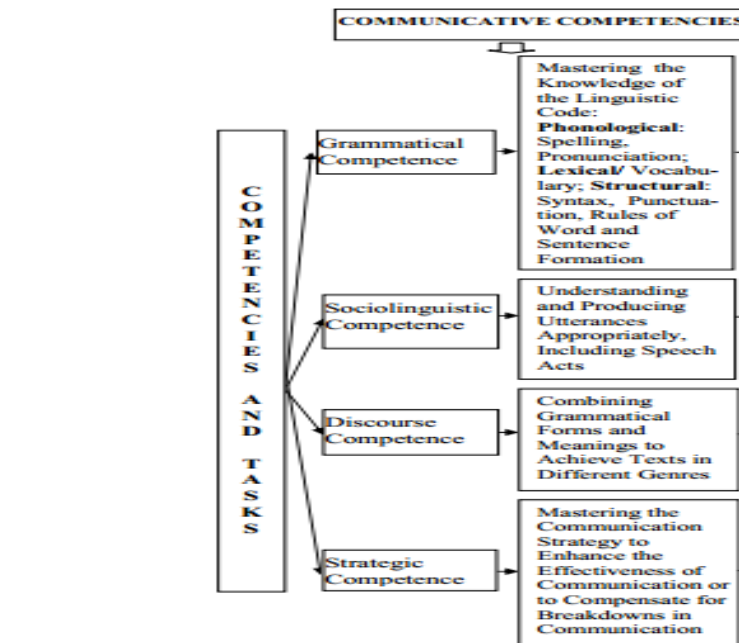 COMMUNICATIVE COMPETENCIES
COMPETENCIES AND TASKS
Grammatical
Competence
Mastering the
Knowledge of
the Linguistic
Code:
Phonological:
Spelling,
Pronunciation;
Lexical/ Vocabu-
lary; Structural:
Syntax, Punctua-
tion, Rules of
Word and
Sentence
Formation
Sociolinguistic
Competence
Understanding
and Producing
Utterances
Appropriately,
Including Speech
Acts
Discourse
Competence
Combining
Grammatical
Forms and
Meanings to
Achieve Texts in
Different Genres
Strategic
Competence
Mastering the
Communication
Strategy to
Enhance the
Effectiveness of
Communication or
to Compensate for
Breakdowns in
Communication